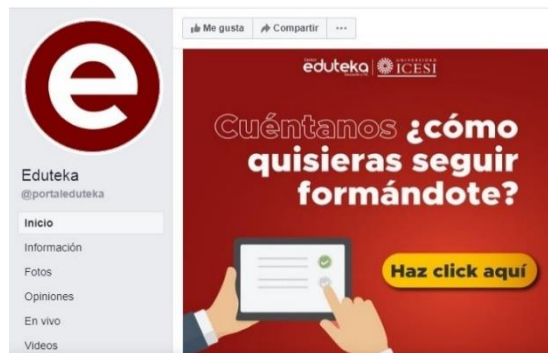 Me gusta
Compartir
e
Eduteka
@portaleduteka
Inicio
Información
Fotos
Opiniones
En vivo
Videos
eduteka
UNIVERSIDAD
ICESI
Cuéntanos ¿cómo
quisieras seguir
formándote?
Haz click aquí